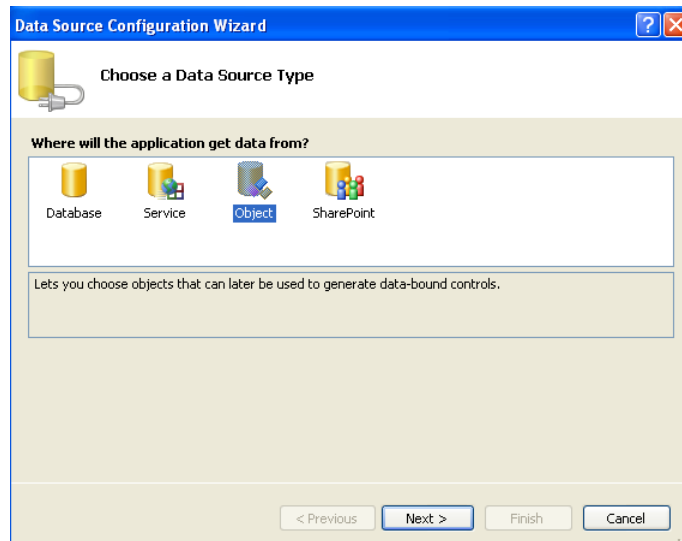 Data Source Configuration Wizard
Choose a Data Source Type
Where will the application get data from?
Database Service Object SharePoint
Lets you choose objects that can later be used to generate data-bound controls.
< Previous Next > Finish Cancel